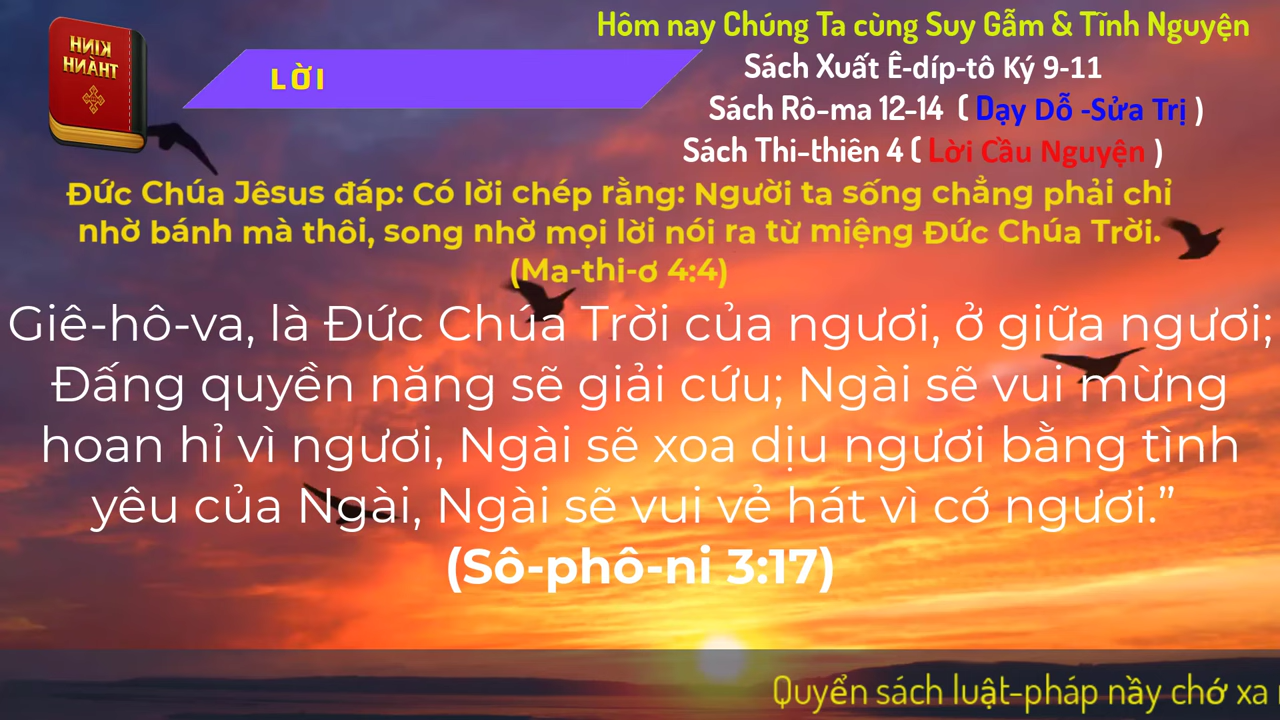 KINH
THÁNH
LỜI
Hôm nay Chúng Ta cùng Suy Gẫm & Tĩnh Nguyện
Sách Xuất Ê-díp-tô Ký 9-11
Sách Rô-ma 12-14 ( Dạy Dỗ -Sửa Trị )
Sách Thi-thiên 4 ( Lời Cầu Nguyện )
Đức Chúa Jêsus đáp: Có lời chép rằng: Người ta sống chẳng phải chỉ
nhờ bánh mà thôi, song nhờ mọi lời nói ra từ miệng Đức Chúa Trời.
(Ma-thi-ơ 4:4)
Giê-hô-va, là Đức Chúa Trời của ngươi, ở giữa ngươi;
Đấng quyền năng sẽ giải cứu; Ngài sẽ vui mừng
hoan hỉ vì ngươi, Ngài sẽ xoa dịu ngươi bằng tình
yêu của Ngài, Ngài sẽ vui vẻ hát vì cớ ngươi.”
(Sô-phô-ni 3:17)
Quyển sách luật-pháp nầy chớ xa